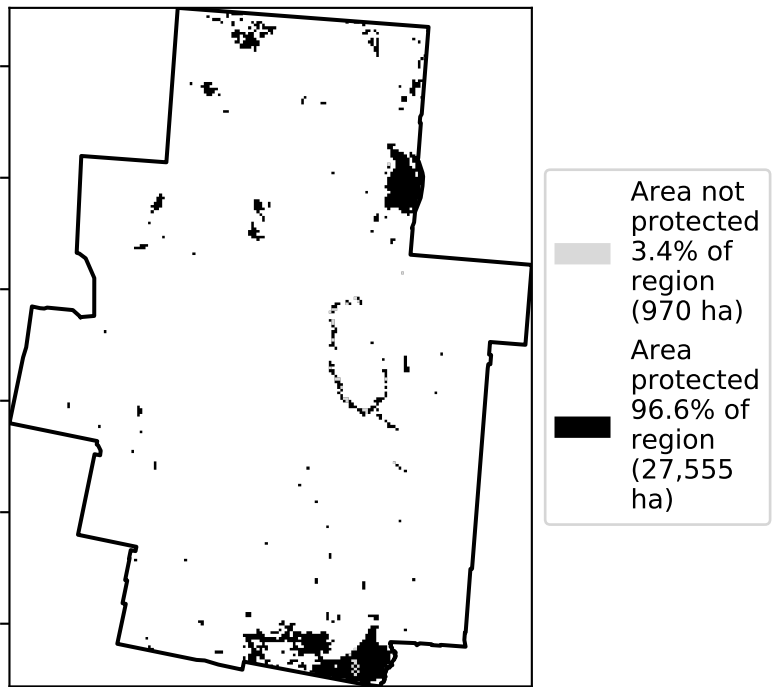 Area not
protected
3.4% of
region
(970 ha)
Area
protected
96.6% of
region
(27,555
ha)